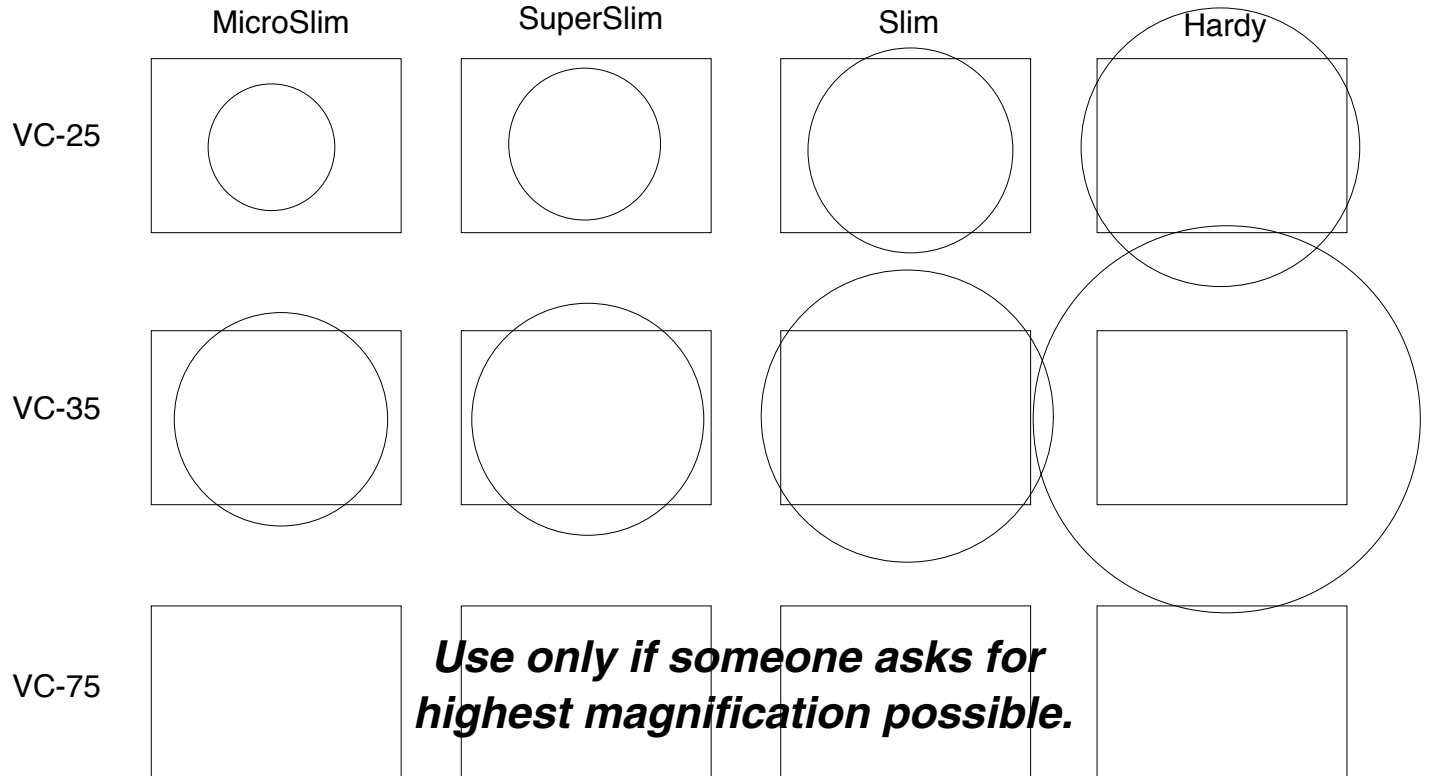 MicroSlim SuperSlim Slim Hardy
VC-25
VC-35
VC-75
Use only if someone asks for
highest magnification possible.